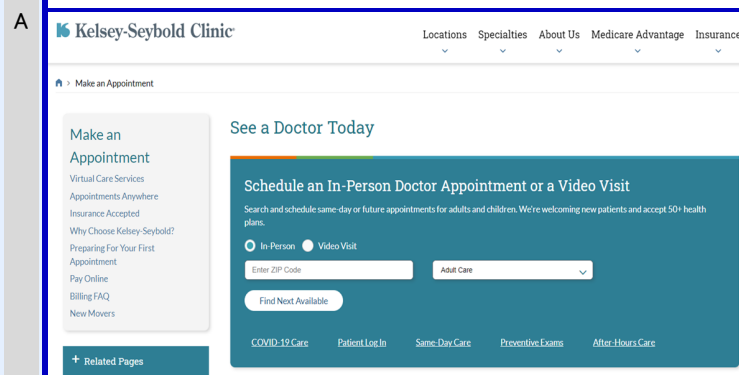 A
Kelsey-Seybold Clinic
Locations Specialties About Us Medicare Advantage Insurance
> Make an Appointment
Make an
Appointment
Virtual Care Services
Appointments Anywhere
Insurance Accepted
Why Choose Kelsey-Seybold?
Preparing For Your First
Appointment
Pay Online
Billing FAQ
New Movers
+ Related Pages
See a Doctor Today
Schedule an In-Person Doctor Appointment or a Video Visit
Search and schedule same-day or future appointments for adults and children. We're welcoming new patients and accept 50+ health
plans.
In-Person Video Visit
Enter ZIP Code Adult Care
Find Next Available
COVID-19 Care Patient Log In Same-Day Care Preventive Exams After-Hours Care